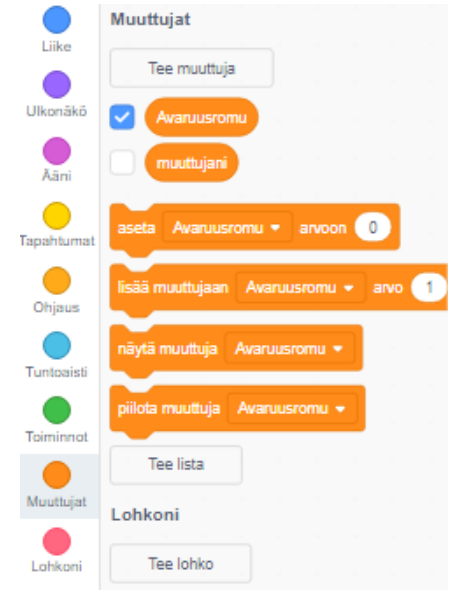 Liike
Ulkonäkö
Ääni
Tapahtumat
Ohjaus
Tuntoaisti
Toiminnot
Muuttujat
Lohkoni
Muuttujat
Tee muuttuja
Avaruusromu
muuttujani
aseta Avaruusromu arvoon 0
lisää muuttujaan Avaruusromu arvo 1
näytä muuttuja Avaruusromu
piilota muuttuja Avaruusromu
Tee lista
Lohkoni
Tee lohko